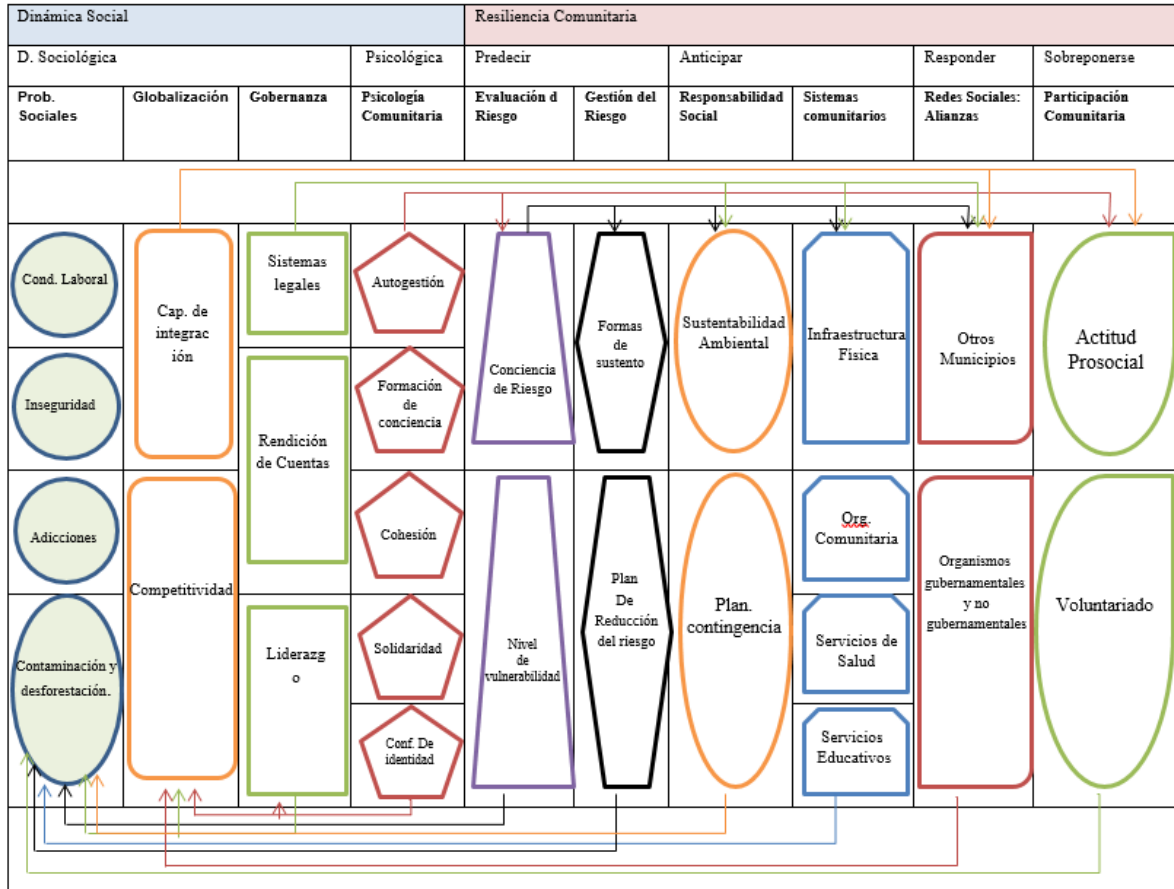 Dinámica Social
Resiliencia Comunitaria
D. Sociológica
Psicológica
Predecir
Anticipar
Responder
Sobreponerse
Prob.
Sociales
Globalización
Gobernanza
Psicología
Comunitaria
Evaluación d
Riesgo
Gestión del
Riesgo
Responsabilidad
Social
Sistemas
comunitarios
Redes Sociales:
Alianzas
Participación
Comunitaria
Cond. Laboral
Inseguridad
Adicciones
Contaminación y
desforestación.
Cap. de
integrac
ión
Competitividad
Sistemas
legales
Rendición
de Cuentas
Liderazg
o
Autogestión
Formación
de
conciencia
Cohesión
Solidaridad
Conf. De
identidad
Conciencia
de Riesgo
Nivel
de
vulnerabilidad
Formas
de
sustento
Plan
De
Reducción
del riesgo
Sustentabilidad
Ambiental
Plan.
contingencia
Infraestructura
Física
Org.
Comunitaria
Servicios de
Salud
Servicios
Educativos
Otros
Municipios
Organismos
gubernamentales
y no
gubernamentales
Actitud
Prosocial
Voluntariado